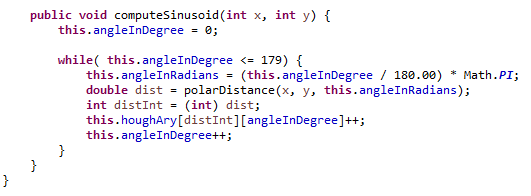 public void computeSinusoid(int x, int y) {
this.angleInDegree = 0;
while( this.angleInDegree <= 179) {
this.angleInRadians = (this.angleInDegree / 180.00) * Math.PI;
double dist = polarDistance(x, y, this.angleInRadians);
int distInt = (int) dist;
this.houghAry[distInt][angleInDegree]++;
this.angleInDegree++;
}
}
}